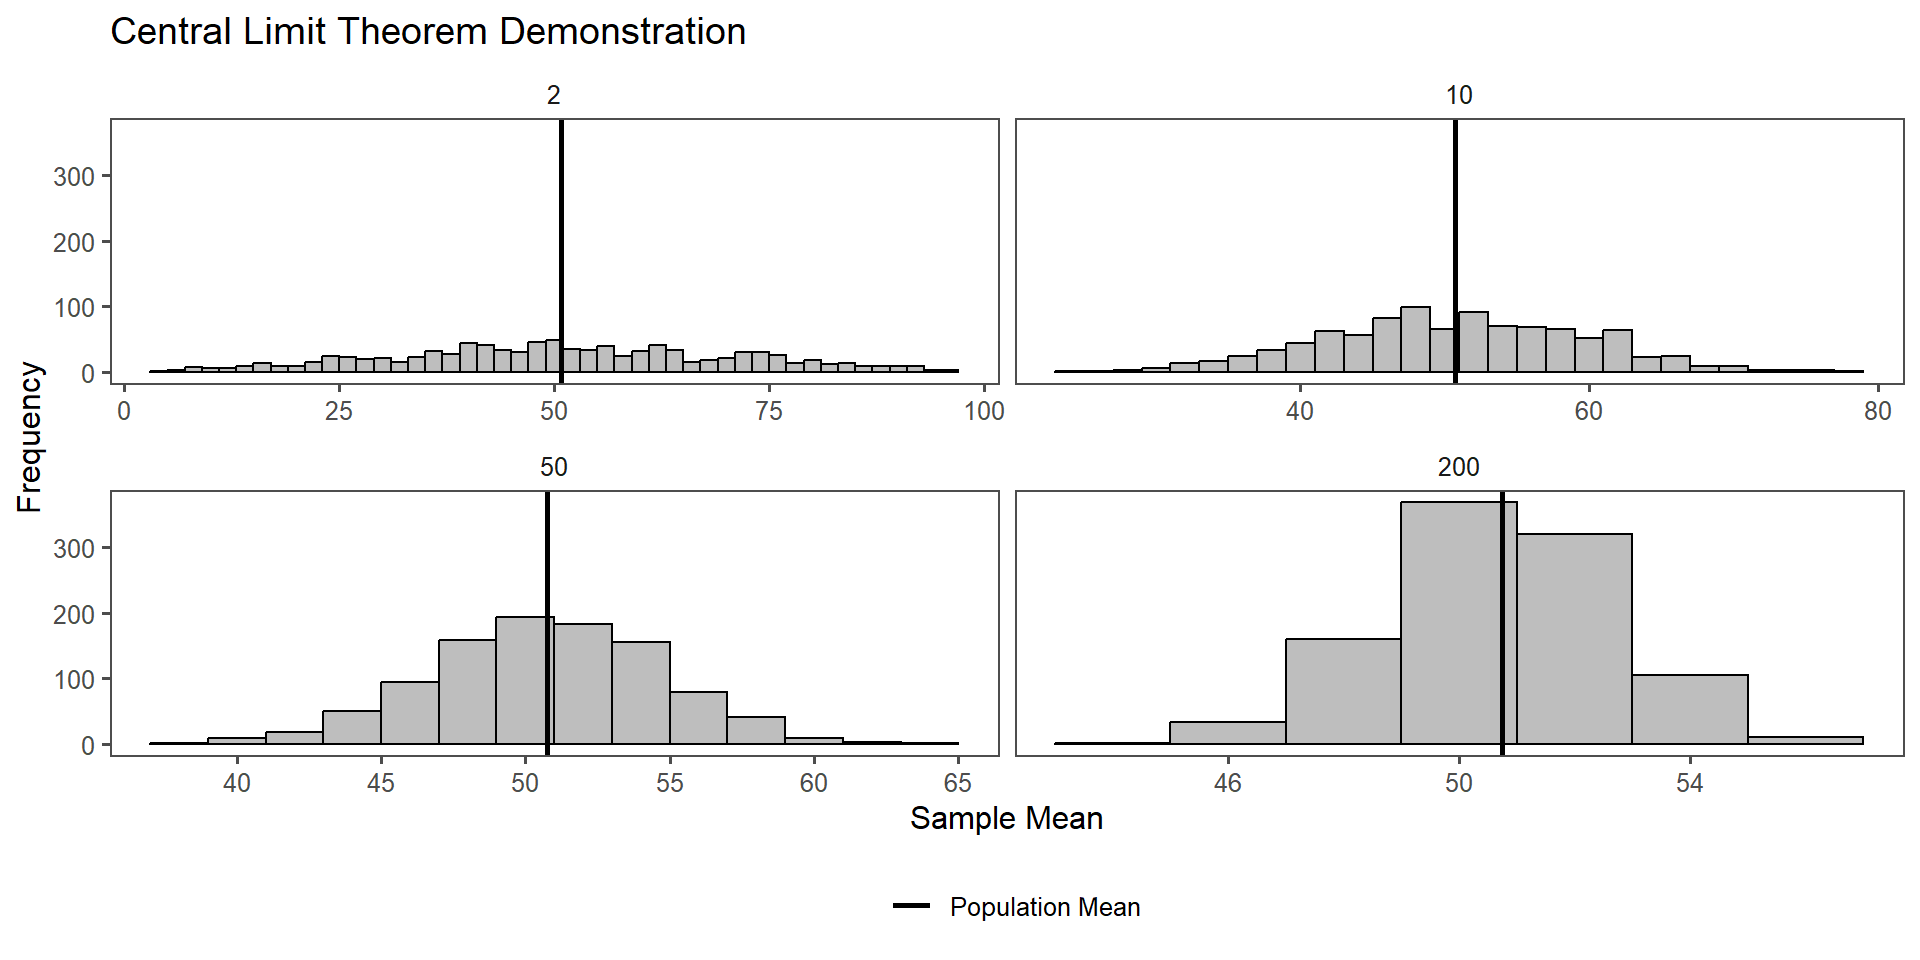 Central Limit Theorem Demonstration
2
10
300
200
100
0
0 25 50 75 100
40 60 80
Frequency
50
200
300
200
100
0
40 45 50 55 60 65
46 50 54
Sample Mean
Population Mean